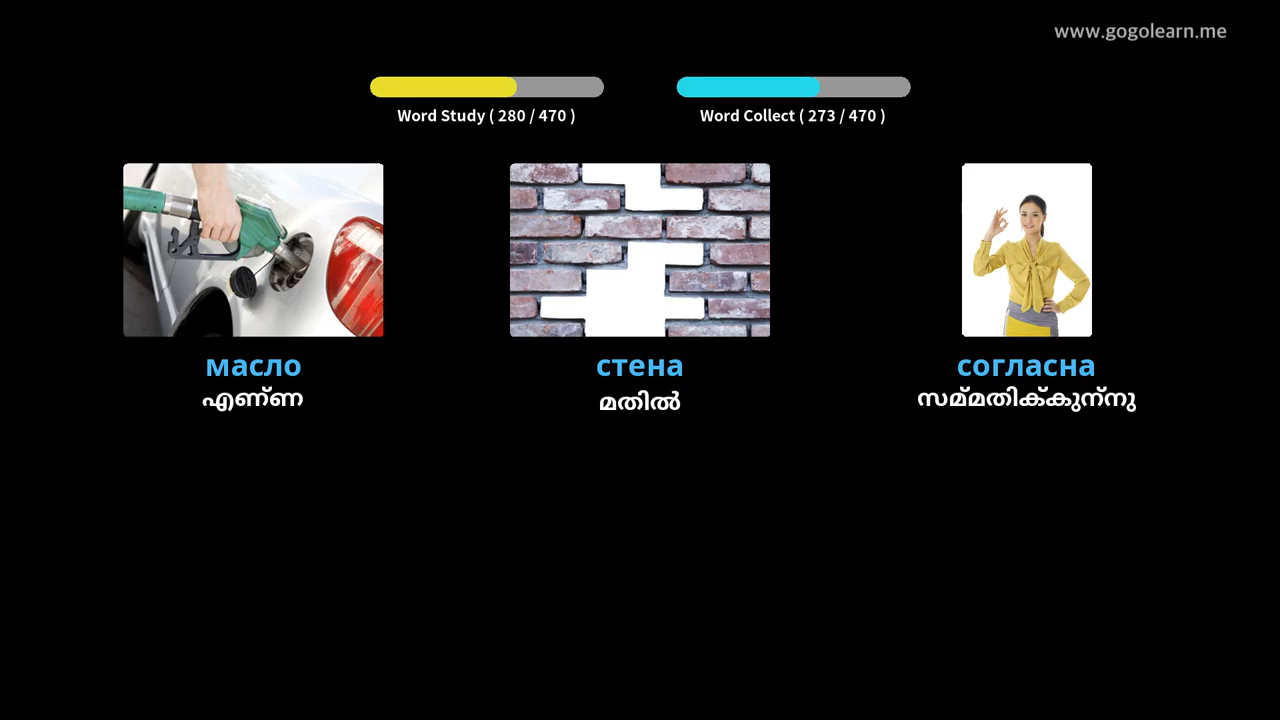 www.gogolearn.me
Word Study ( 280 / 470 )
Word Collect ( 273 / 470 )
масло
എണ്ണ
стена
മതിൽ
согласна
സമ്മതിക്കുന്നു